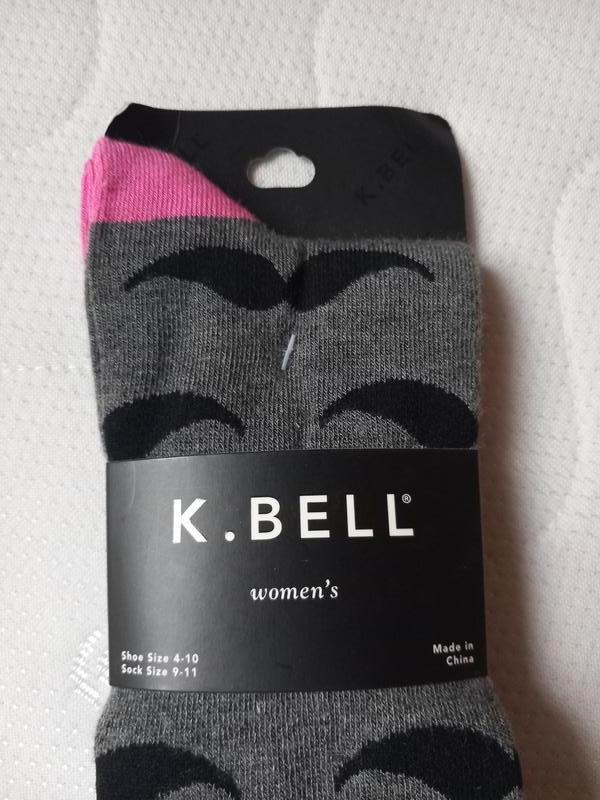 K.BELL
K.BELL®
women's
Shoe Size 4-10
Sock Size 9-11
Made in
China